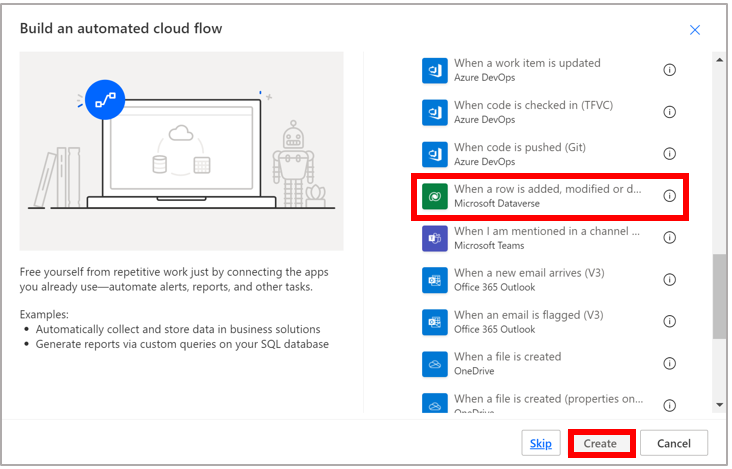 Build an automated cloud flow
Free yourself from repetitive work just by connecting the apps
you already use—automate alerts, reports, and other tasks.
Examples:
• Automatically collect and store data in business solutions
• Generate reports via custom queries on your SQL database
When a work item is updated
Azure DevOps
When code is checked in (TFVC)
Azure DevOps
When code is pushed (Git)
Azure DevOps
When a row is added, modified or d...
Microsoft Dataverse
When I am mentioned in a channel ...
Microsoft Teams
When a new email arrives (V3)
Office 365 Outlook
When an email is flagged (V3)
Office 365 Outlook
When a file is created
OneDrive
When a file is created (properties on...
OneDrive
Skip
Create
Cancel